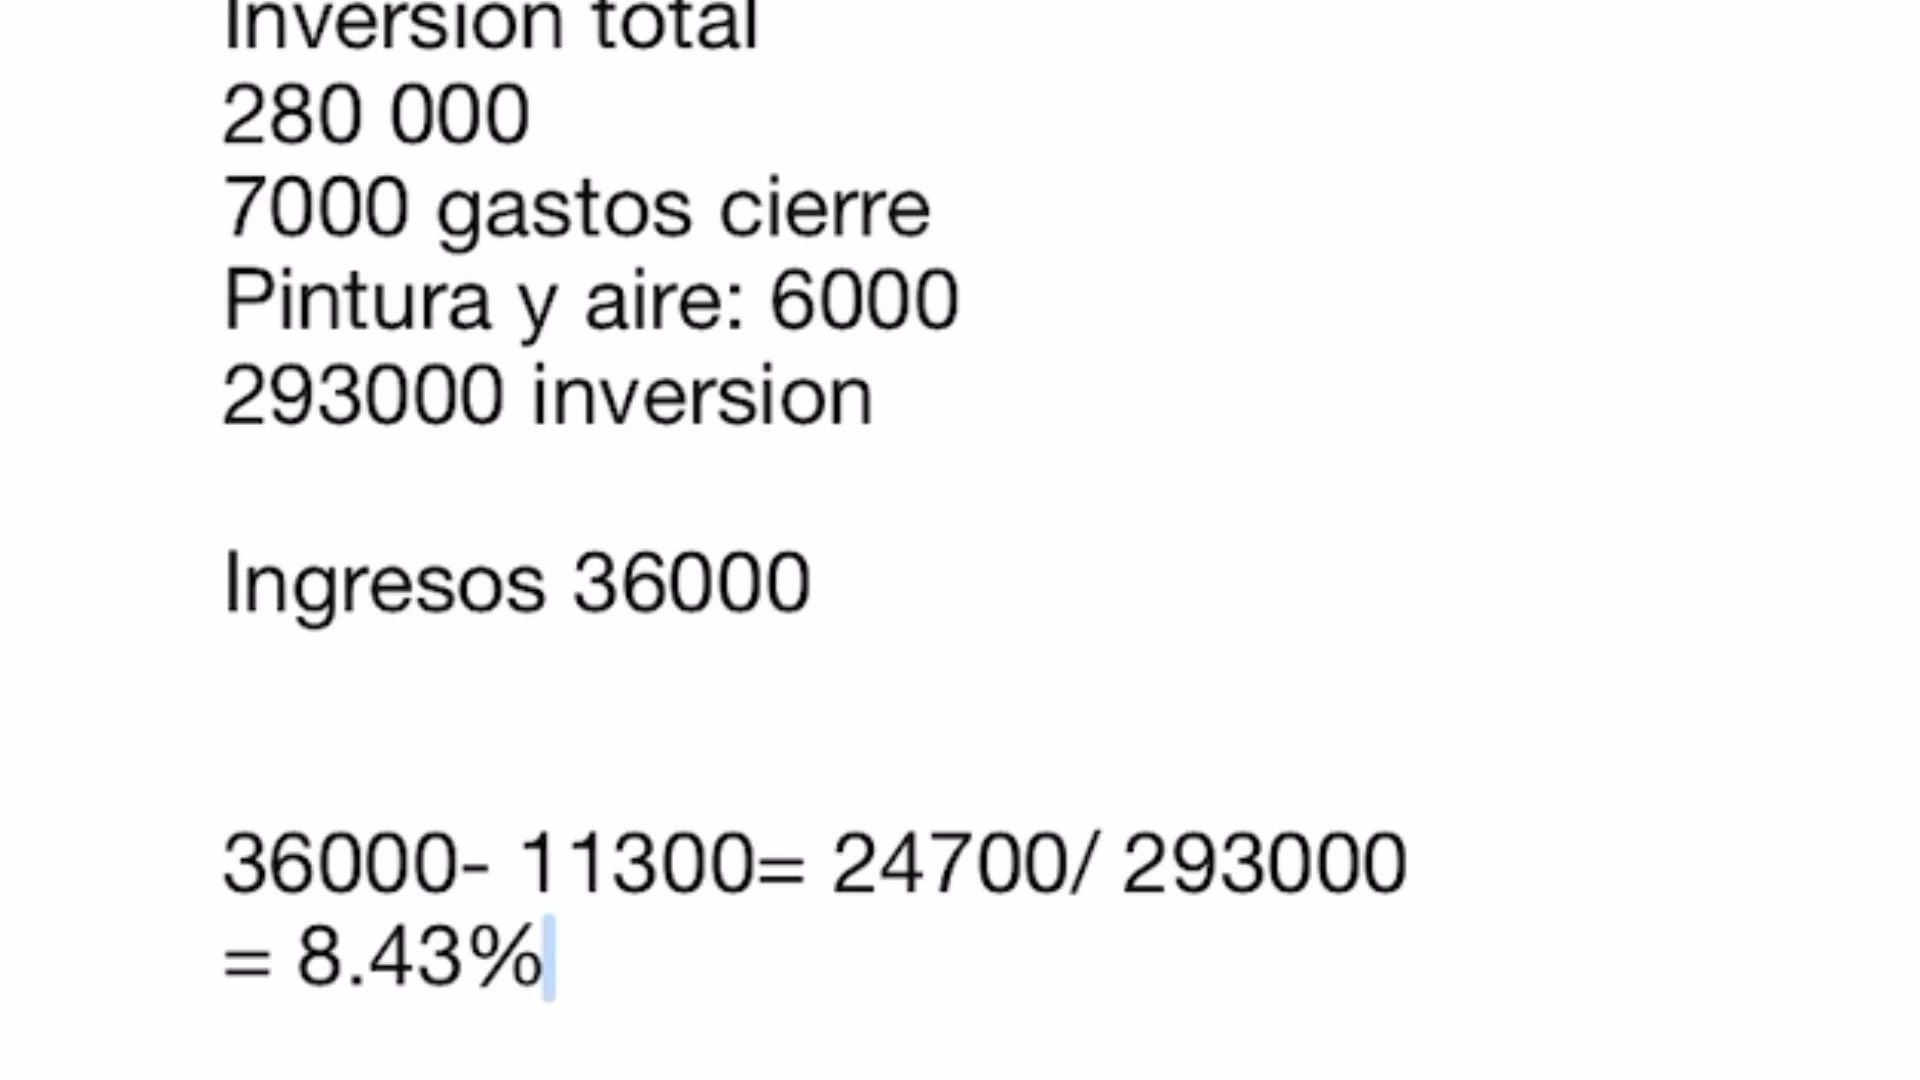 Inversion total
280 000
7000 gastos cierre
Pintura y aire: 6000
293000 inversion
Ingresos 36000
36000- 11300= 24700/ 293000
= 8.43%